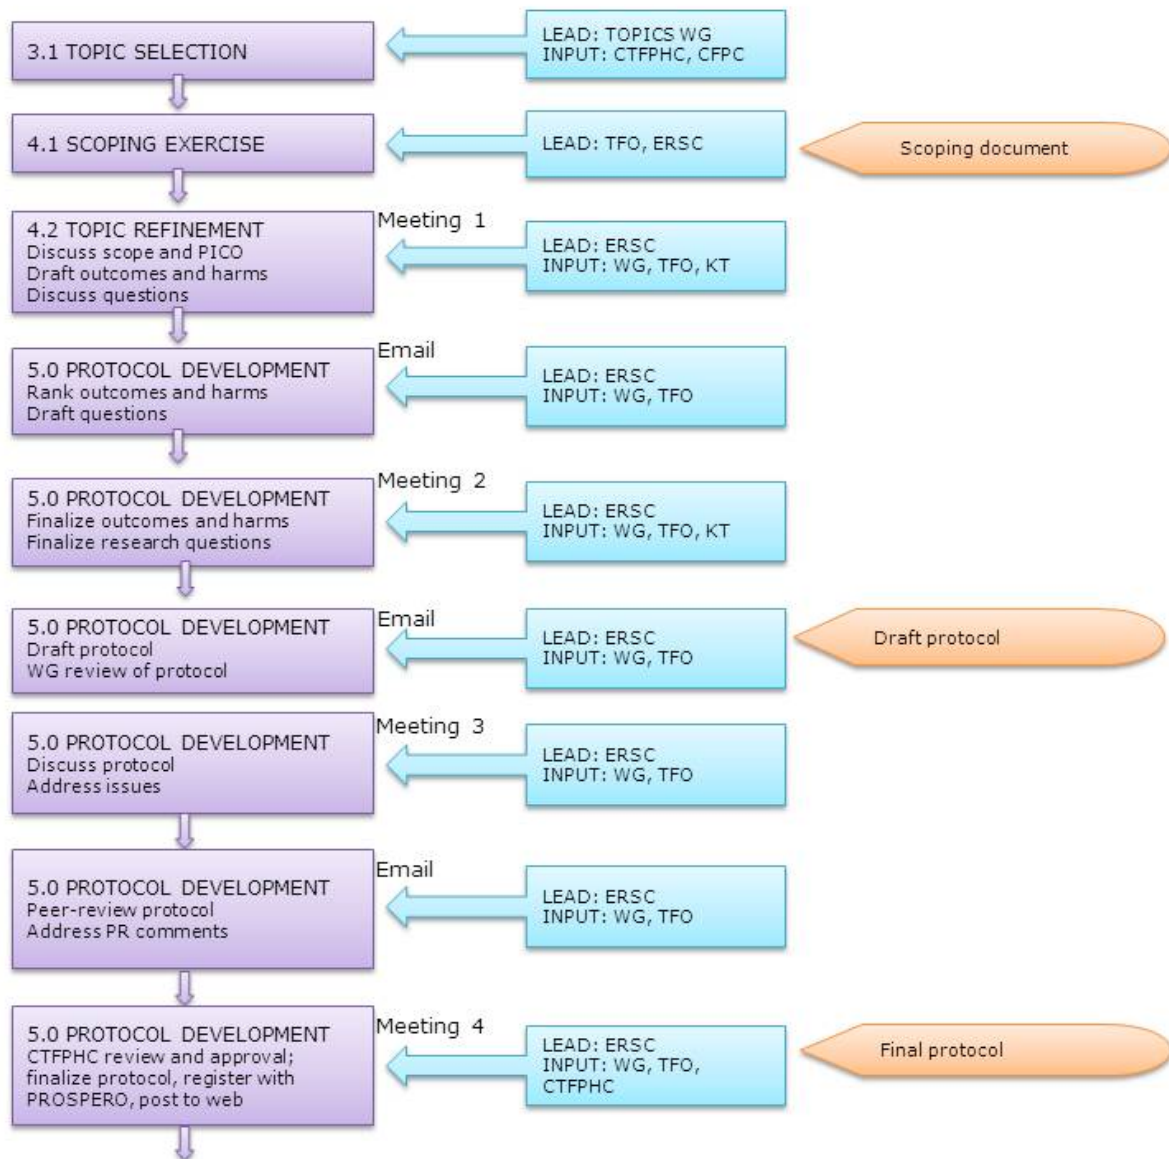 3.1 TOPIC SELECTION
LEAD: TOPICS WG
INPUT: CTFPHC, CFPC
4.1 SCOPING EXERCISE
LEAD: TFO, ERSC
Scoping document
4.2 TOPIC REFINEMENT
Discuss scope and PICO
Draft outcomes and harms
Discuss questions
Meeting 1
LEAD: ERSC
INPUT: WG, TFO, KT
5.0 PROTOCOL DEVELOPMENT
Rank outcomes and harms
Draft questions
Email
LEAD: ERSC
INPUT: WG, TFO
5.0 PROTOCOL DEVELOPMENT
Finalize outcomes and harms
Finalize research questions
Meeting 2
LEAD: ERSC
INPUT: WG, TFO, KT
5.0 PROTOCOL DEVELOPMENT
Draft protocol
WG review of protocol
Email
LEAD: ERSC
INPUT: WG, TFO
Draft protocol
5.0 PROTOCOL DEVELOPMENT
Discuss protocol
Address issues
Meeting 3
LEAD: ERSC
INPUT: WG, TFO
5.0 PROTOCOL DEVELOPMENT
Peer-review protocol
Address PR comments
Email
LEAD: ERSC
INPUT: WG, TFO
5.0 PROTOCOL DEVELOPMENT
CTFPHC review and approval;
finalize protocol, register with
PROSPERO, post to web
Meeting 4
LEAD: ERSC
INPUT: WG, TFO,
CTFPHC
Final protocol